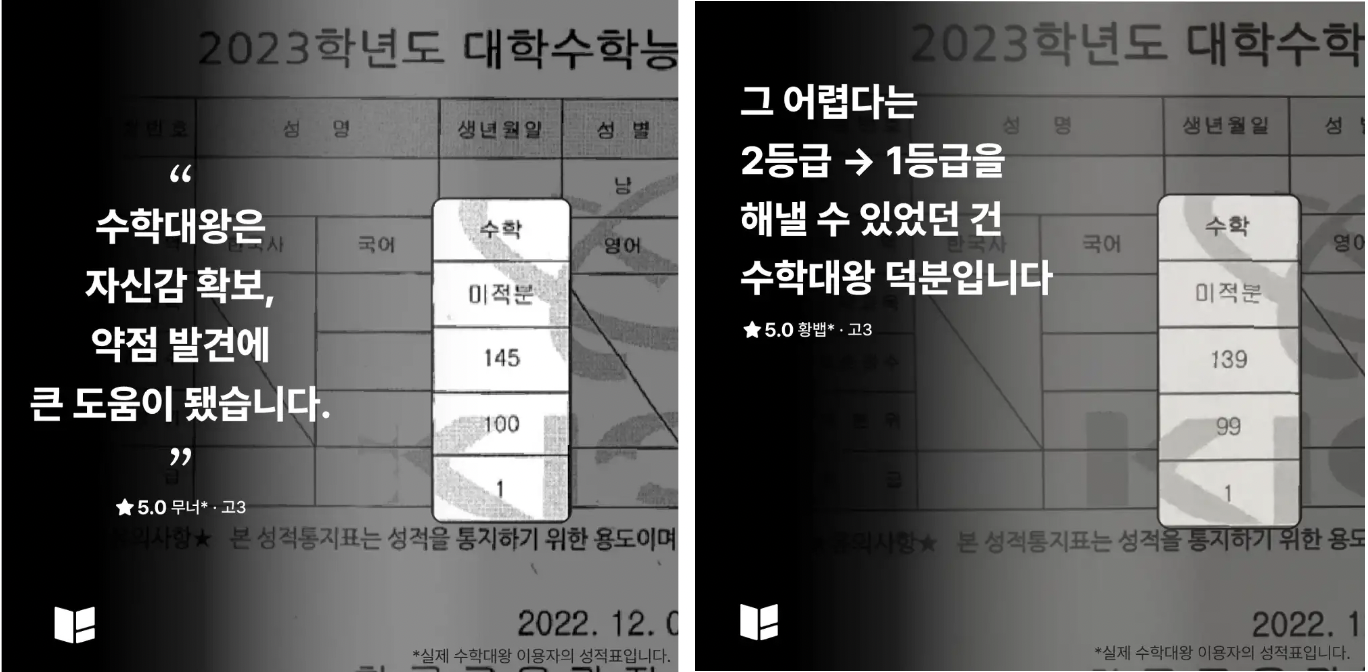 2023학년도 대학수학능
성 명
생년월일
성 별
남
“
수학대왕은
자신감 확보,
약점 발견에
큰 도움이 됐습니다.
”
★ 5.0 무너* · 고3
한국사
국어
수학
영어
미적분
145
100
1
유의사항★ 본 성적통지표는 성적을 통지하기 위한 용도이며
2022. 12. 0
*실제 수학대왕 이용자의 성적표입니다.
2023학년도 대학수학
그 어렵다는
2등급 → 1등급을
해낼 수 있었던 건
수학대왕 덕분입니다
★ 5.0 황뱁* · 고3
성 명
생년월일
성
한국사
국어
수학
영어
미적분
139
99
1
유의사항★ 본 성적통지표는 성적을 통지하기 위한 용도
2022. 1
*실제 수학대왕 이용자의 성적표입니다.